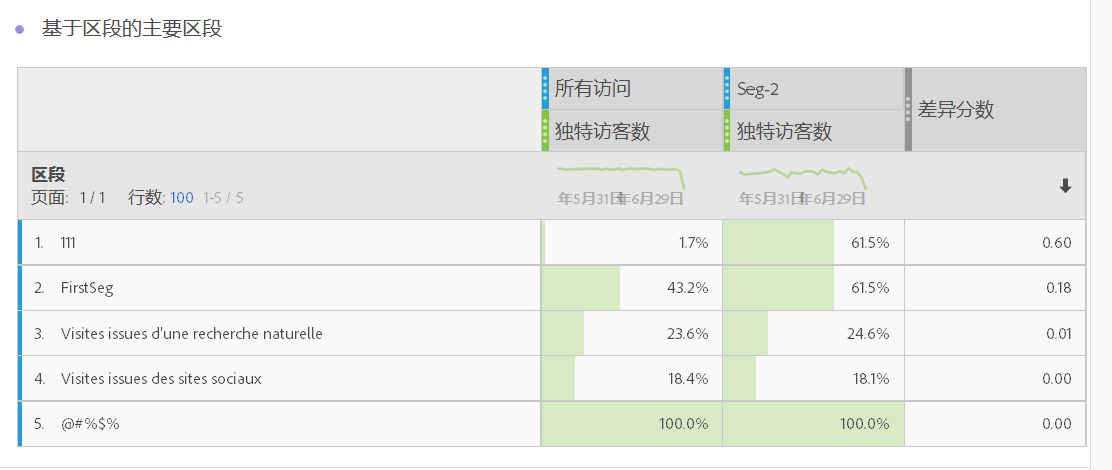 基于区段的主要区段
所有访问 Seg-2 差异分数
独特访客数 独特访客数
区段
页面: 1 / 1 行数: 100 1-5 / 5
年5月31日 年6月29日 年5月31日 年6月29日
1. 111 1.7% 61.5% 0.60
2. FirstSeg 43.2% 61.5% 0.18
3. Visites issues d'une recherche naturelle 23.6% 24.6% 0.01
4. Visites issues des sites sociaux 18.4% 18.1% 0.00
5. @#%$% 100.0% 100.0% 0.00